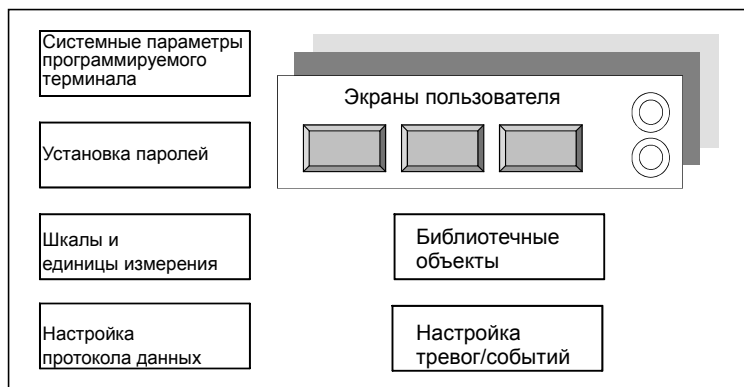 Системные параметры
программируемого
терминала
Экраны пользователя
Установка паролей
Шкалы и
единицы измерения
Библиотечные
объекты
Настройка
протокола данных
Настройка
тревог/событий